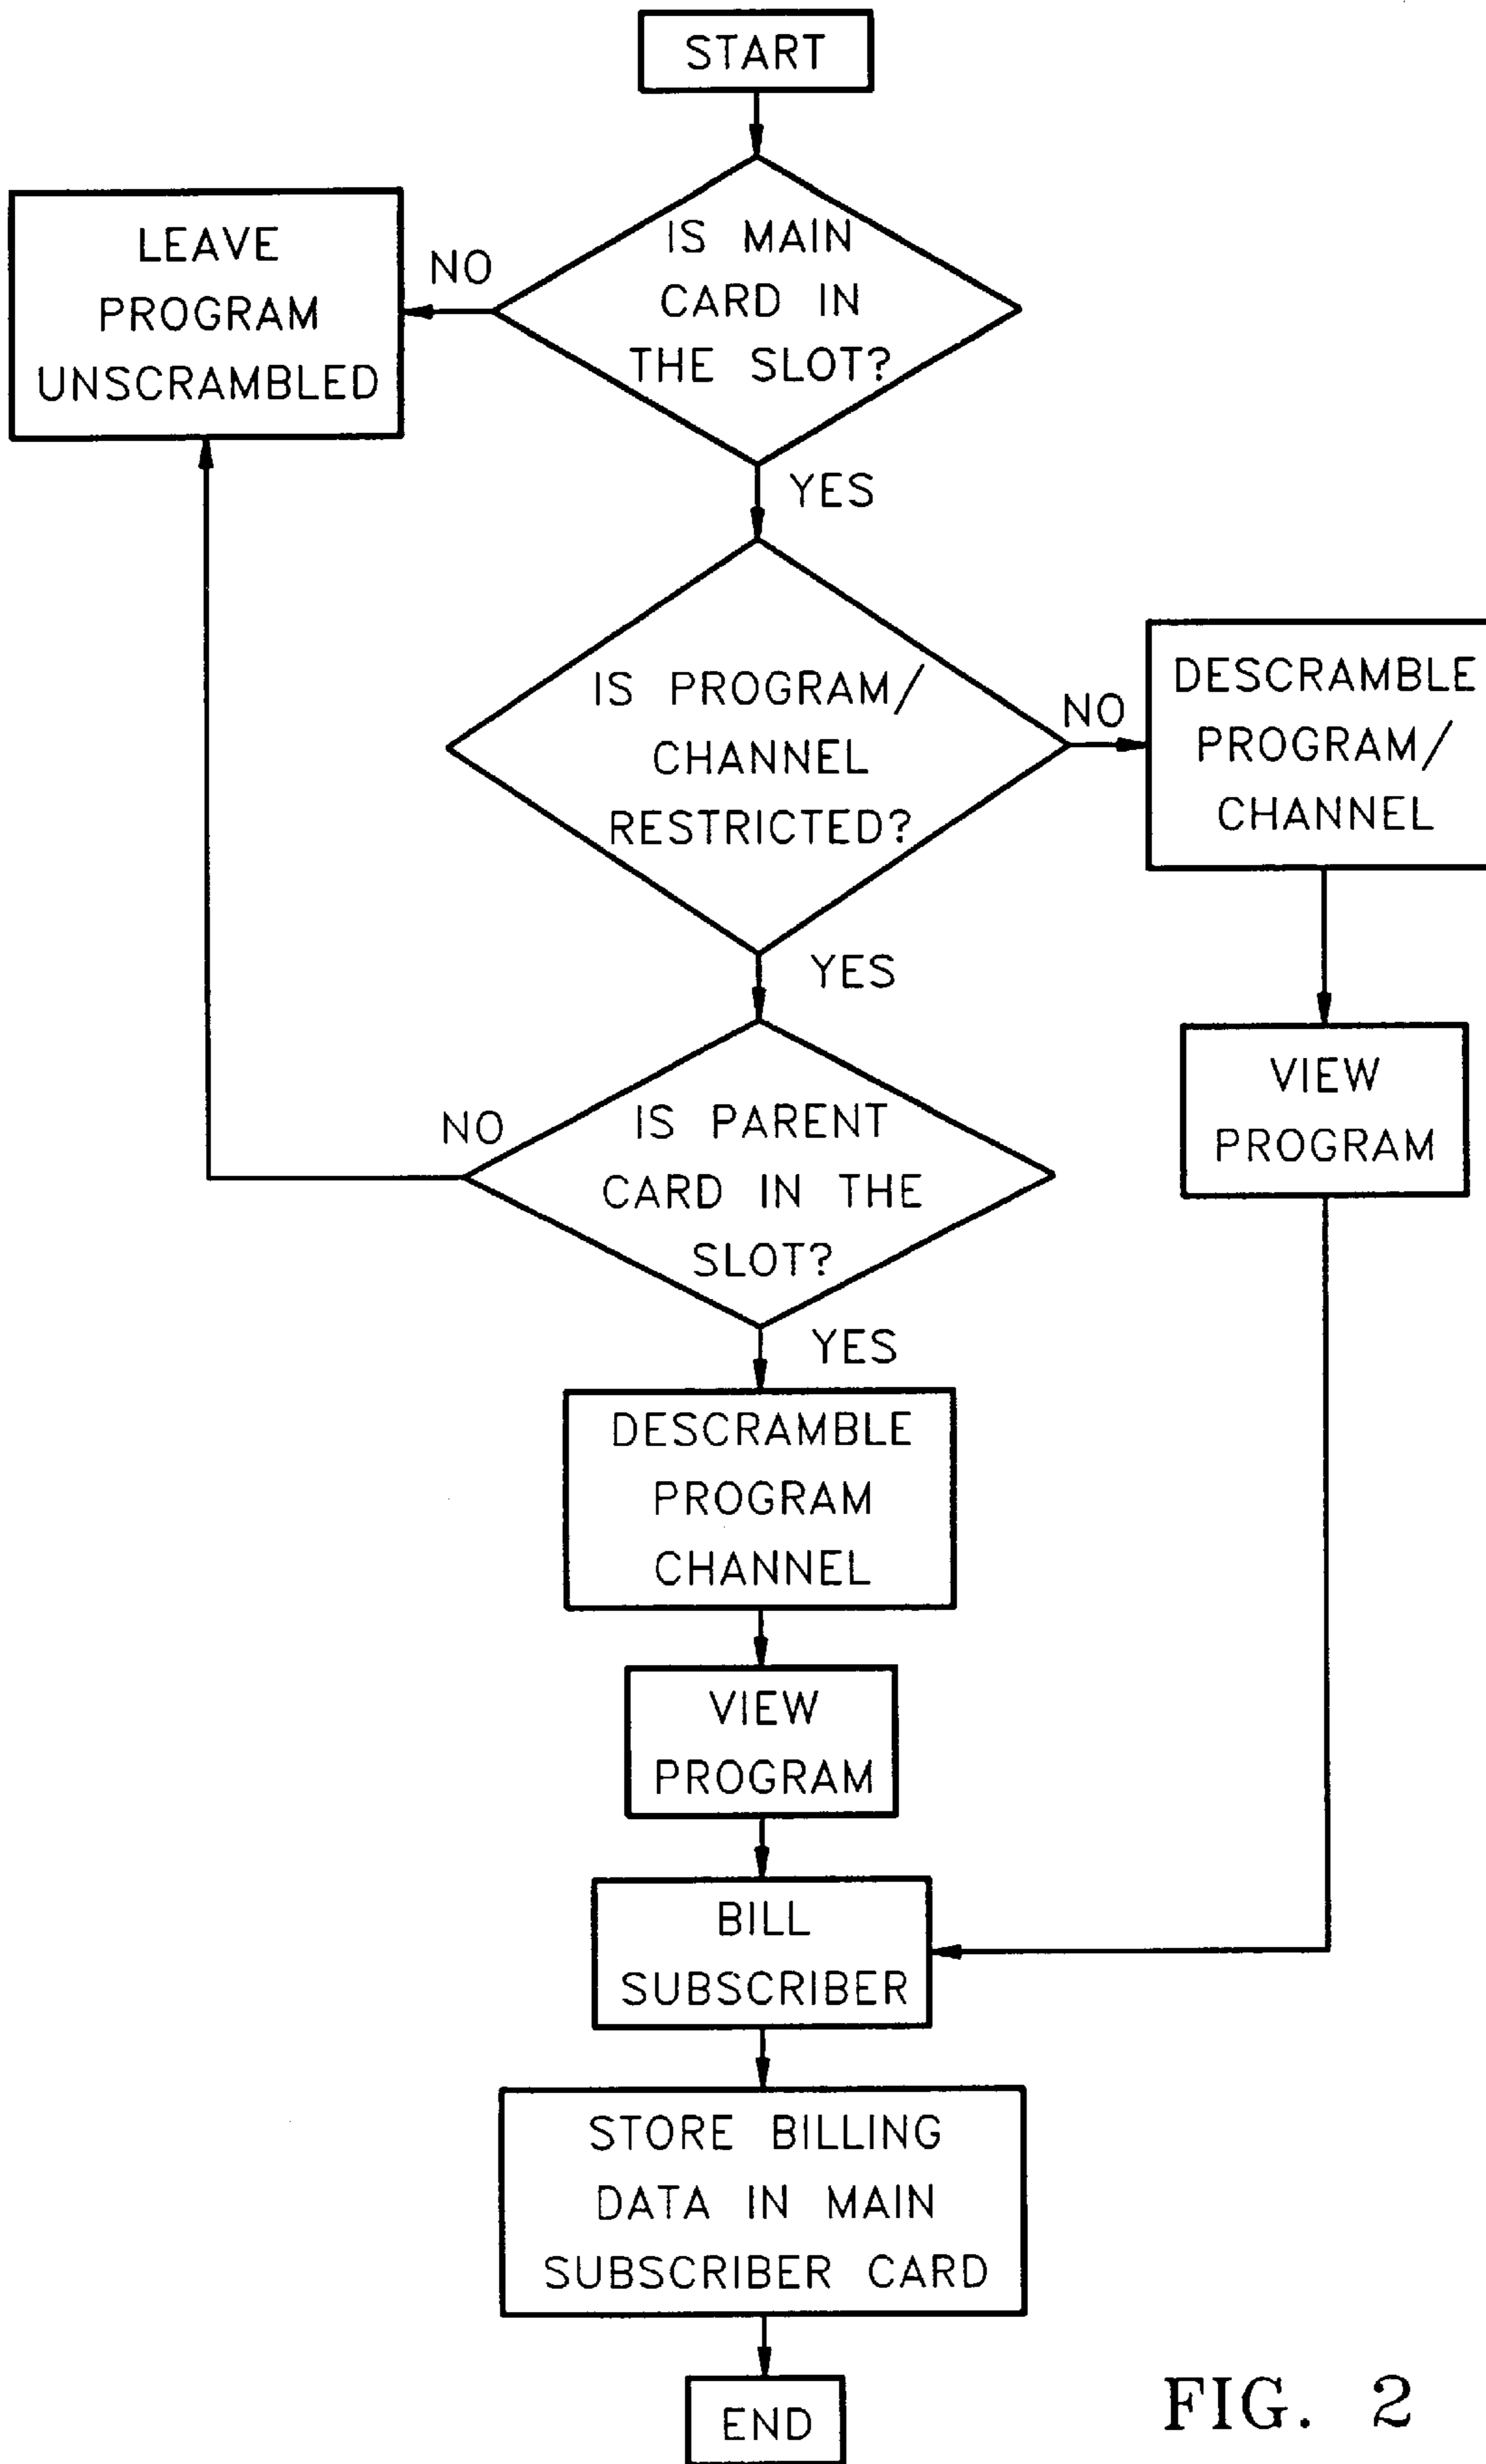 START
IS MAIN
CARD IN
THE SLOT?
NO
LEAVE
PROGRAM
UNSCRAMBLED
YES
IS PROGRAM/
CHANNEL
RESTRICTED?
NO
DESCRAMBLE
PROGRAM/
CHANNEL
VIEW
PROGRAM
YES
IS PARENT
CARD IN THE
SLOT?
NO
YES
DESCRAMBLE
PROGRAM
CHANNEL
VIEW
PROGRAM
BILL
SUBSCRIBER
STORE BILLING
DATA IN MAIN
SUBSCRIBER CARD
END
FIG. 2